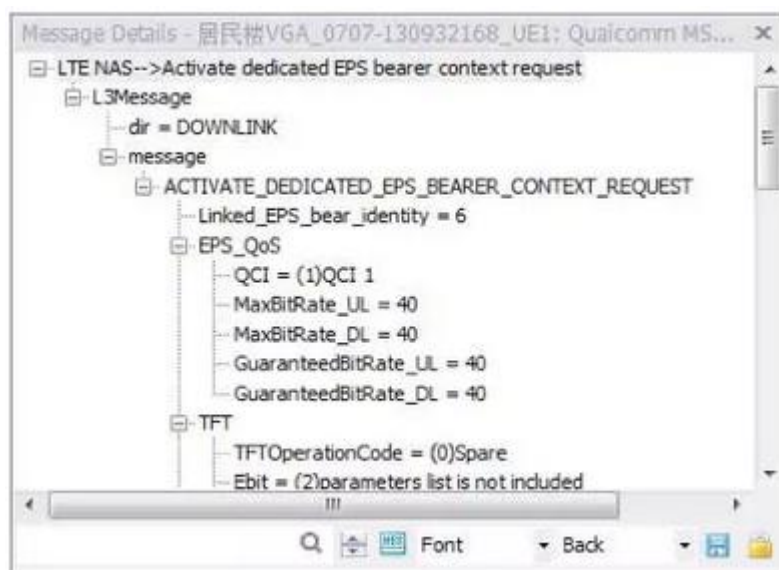 Message Details - 居民楼VGA_0707-130932168_UE1: Qualcomm MS...
LTE NAS-->Activate dedicated EPS bearer context request
L3Message
dir = DOWNLINK
message
ACTIVATE_DEDICATED_EPS_BEARER_CONTEXT_REQUEST
Linked_EPS_bear_identity = 6
EPS_QoS
QCI = (1)QCI 1
MaxBitRate_UL = 40
MaxBitRate_DL = 40
GuaranteedBitRate_UL = 40
GuaranteedBitRate_DL = 40
TFT
TFTOperationCode = (0)Spare
Ebit = (2)parameters list is not included
Font Back